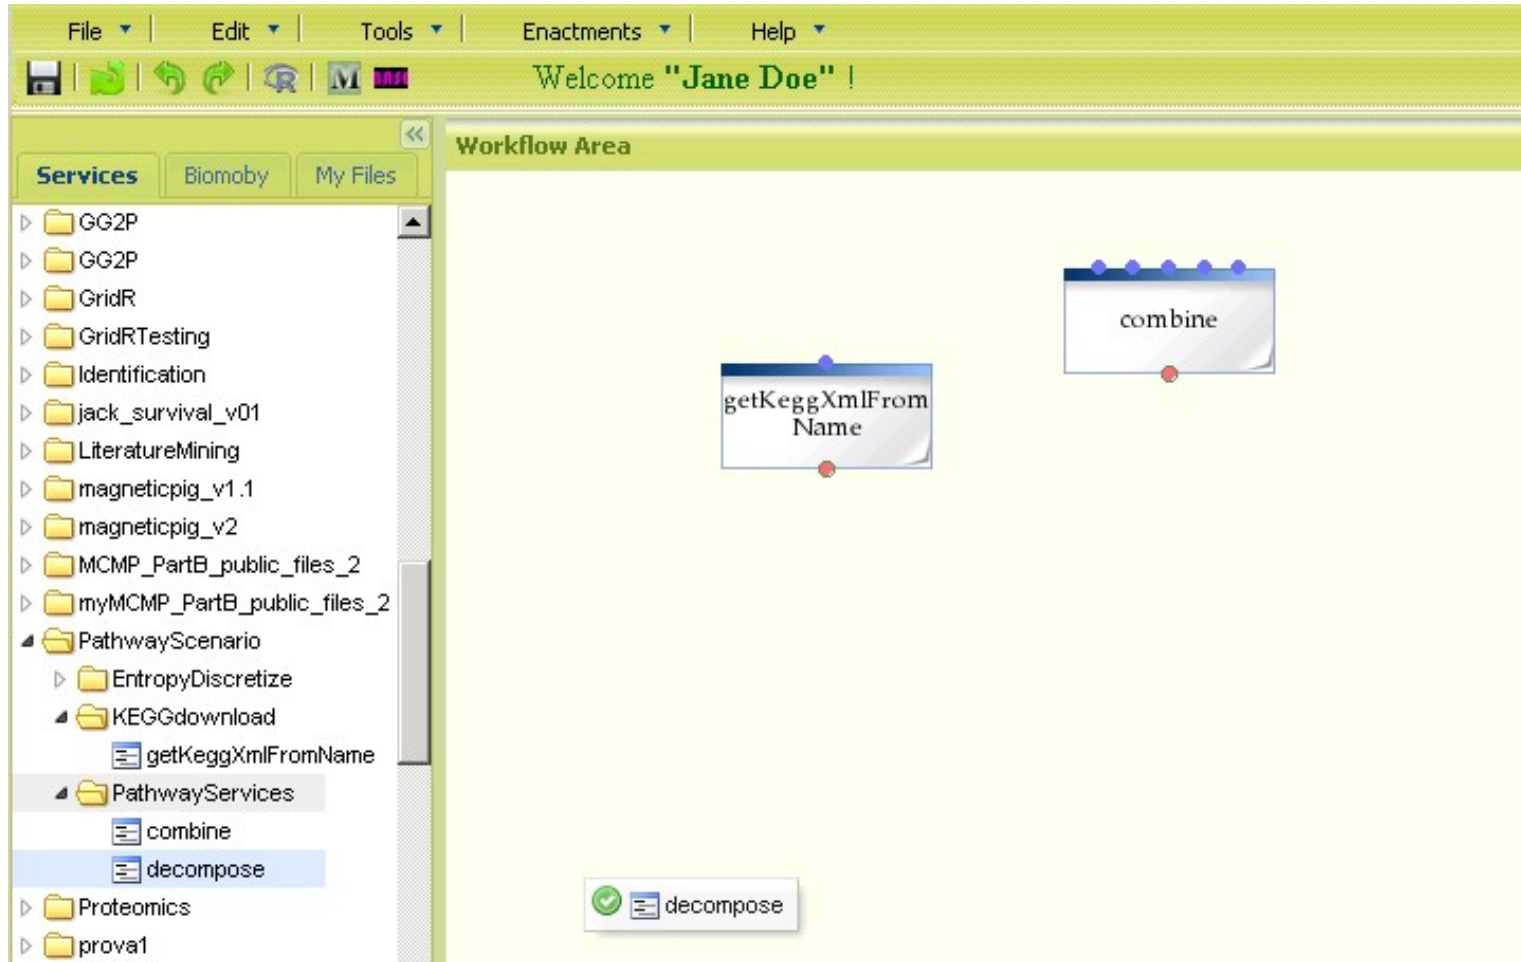 File Edit Tools Enactments Help
M BASE Welcome "Jane Doe" !
Services Biomoby My Files
Workflow Area
GG2P
GG2P
GridR
GridRTesting
Identification
jack_survival_v01
LiteratureMining
magneticpig_v1.1
magneticpig_v2
MCMP_PartB_public_files_2
myMCMP_PartB_public_files_2
PathwayScenario
EntropyDiscretize
KEGGdownload
getKeggXmlFromName
PathwayServices
combine
decompose
Proteomics
prova1
combine
getKeggXmlFrom
Name
decompose